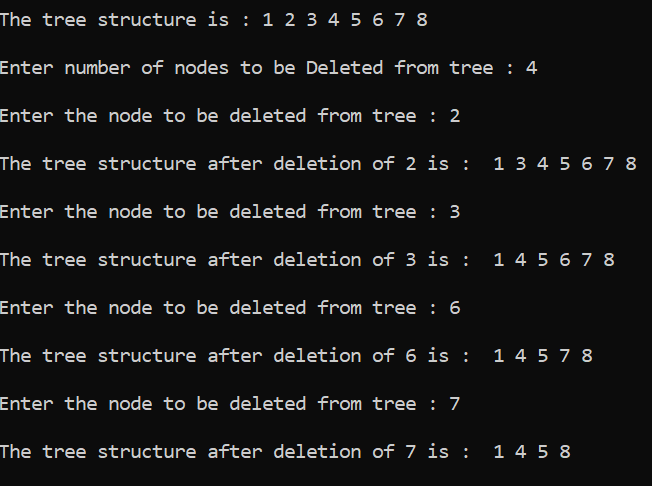 The tree structure is : 1 2 3 4 5 6 7 8
Enter number of nodes to be Deleted from tree : 4
Enter the node to be deleted from tree : 2
The tree structure after deletion of 2 is :  1 3 4 5 6 7 8
Enter the node to be deleted from tree : 3
The tree structure after deletion of 3 is :  1 4 5 6 7 8
Enter the node to be deleted from tree : 6
The tree structure after deletion of 6 is :  1 4 5 7 8
Enter the node to be deleted from tree : 7
The tree structure after deletion of 7 is :  1 4 5 8